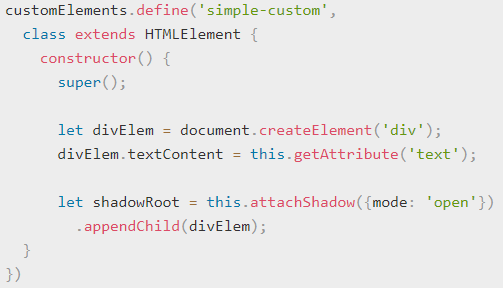 customElements.define('simple-custom',
  class extends HTMLElement {
    constructor() {
      super();

      let divElem = document.createElement('div');
      divElem.textContent = this.getAttribute('text');

      let shadowRoot = this.attachShadow({mode: 'open'})
        .appendChild(divElem);
  }
})